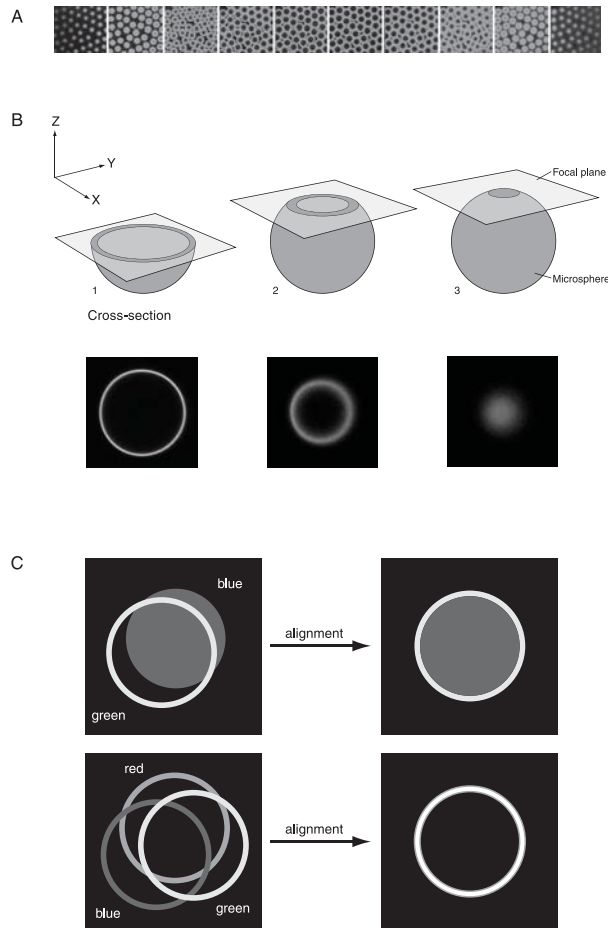 A
B
Z
Y
X
Focal plane
Microsphere
1
2
3
Cross-section
C
blue
alignment
green
red
alignment
blue
green